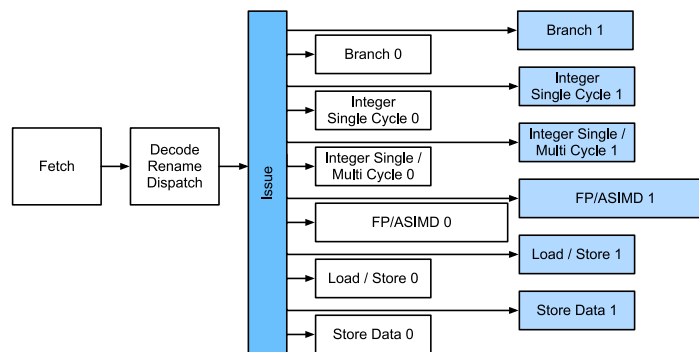 Fetch
Decode
Rename
Dispatch
Issue
Branch 1
Branch 0
Integer
Single Cycle 1
Integer
Single Cycle 0
Integer Single /
Multi Cycle 1
Integer Single /
Multi Cycle 0
FP/ASIMD 1
FP/ASIMD 0
Load / Store 1
Load / Store 0
Store Data 1
Store Data 0